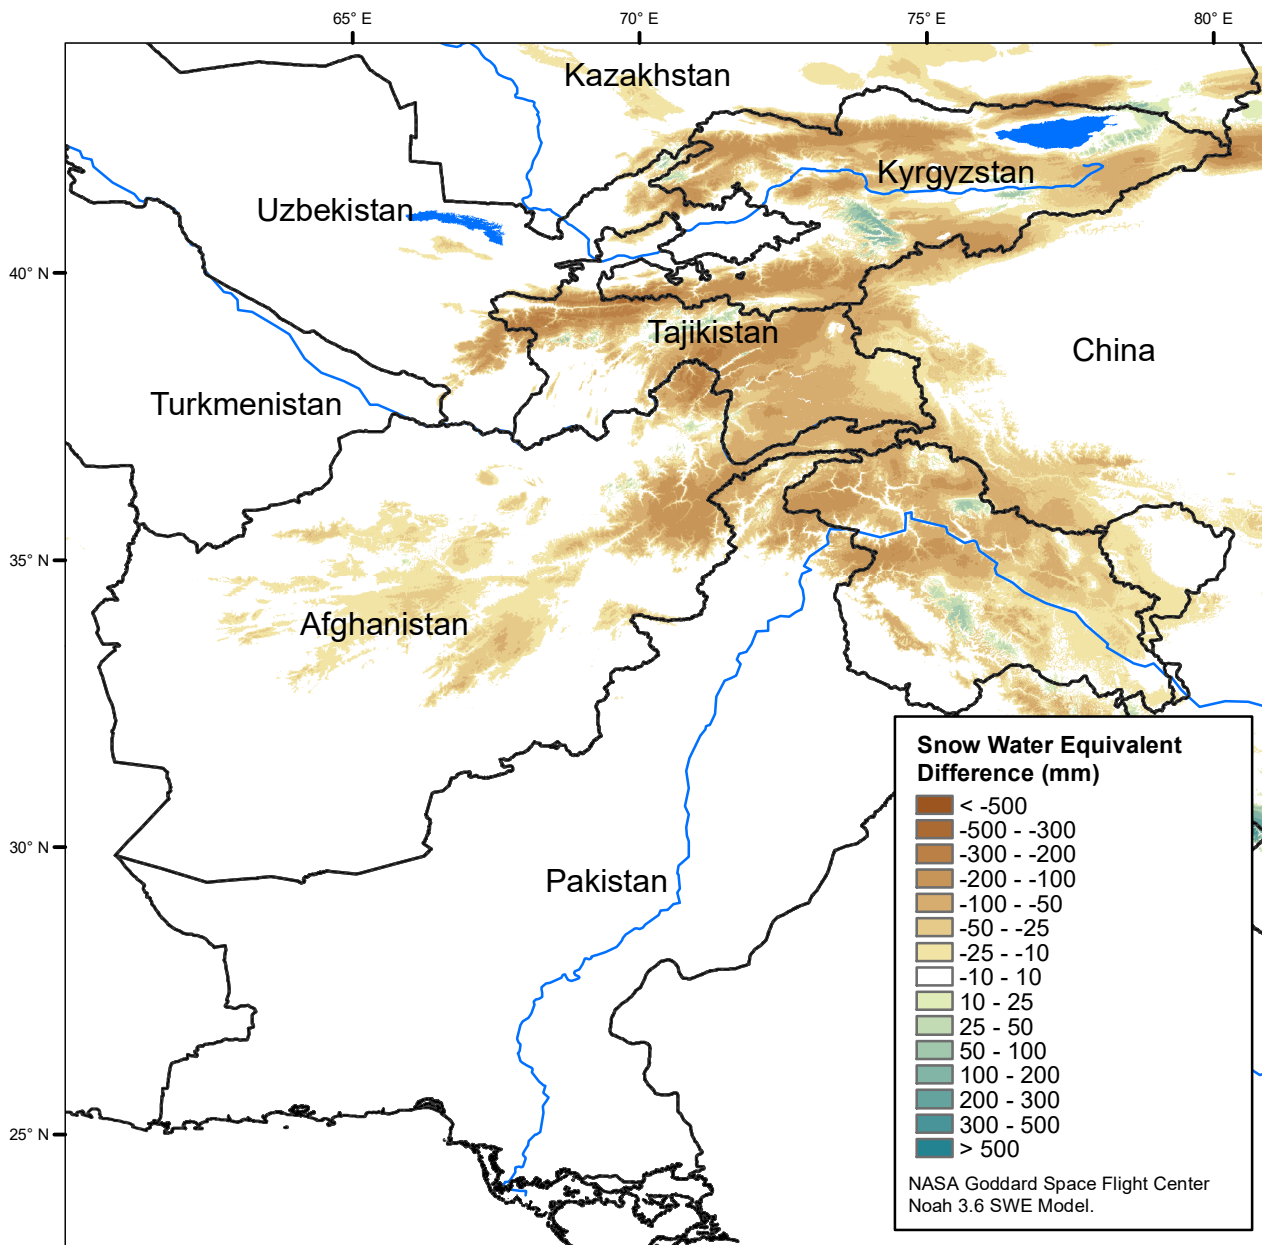 65° E
70° E
75° E
80° E
Kazakhstan
Kyrgyzstan
Uzbekistan
40° N
Tajikistan
China
Turkmenistan
35° N
Afghanistan
30° N
Pakistan
25° N
Snow Water Equivalent
Difference (mm)
< -500
-500 - -300
-300 - -200
-200 - -100
-100 - -50
-50 - -25
-25 - -10
-10 - 10
10 - 25
25 - 50
50 - 100
100 - 200
200 - 300
300 - 500
> 500
NASA Goddard Space Flight Center
Noah 3.6 SWE Model.